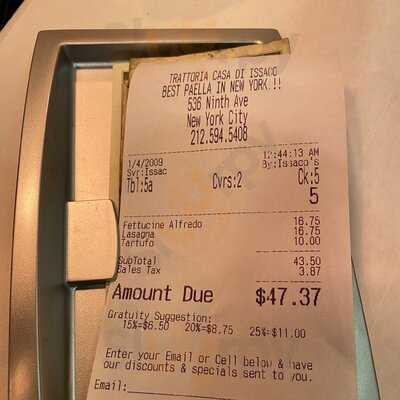 TRATTORIA CASA DI ISSACO
BEST PAELLA IN NEW YORK.!!
536 Ninth Ave
New York City
212.594.5408
1/4/2009 12:44:13 AM
Svr:Issac By:Issaco's
Tbl:5a Cvrs:2 Ck:5
5
Fettucine Alfredo 16.75
Lasagna 16.75
Tartufo 10.00
SubTotal 43.50
Sales Tax 3.87
Amount Due $47.37
Gratuity Suggestion:
15%=$6.50 20%=$8.75 25%=$11.00
Enter your Email or Cell below & have
our discounts & specials sent to you.
Email: